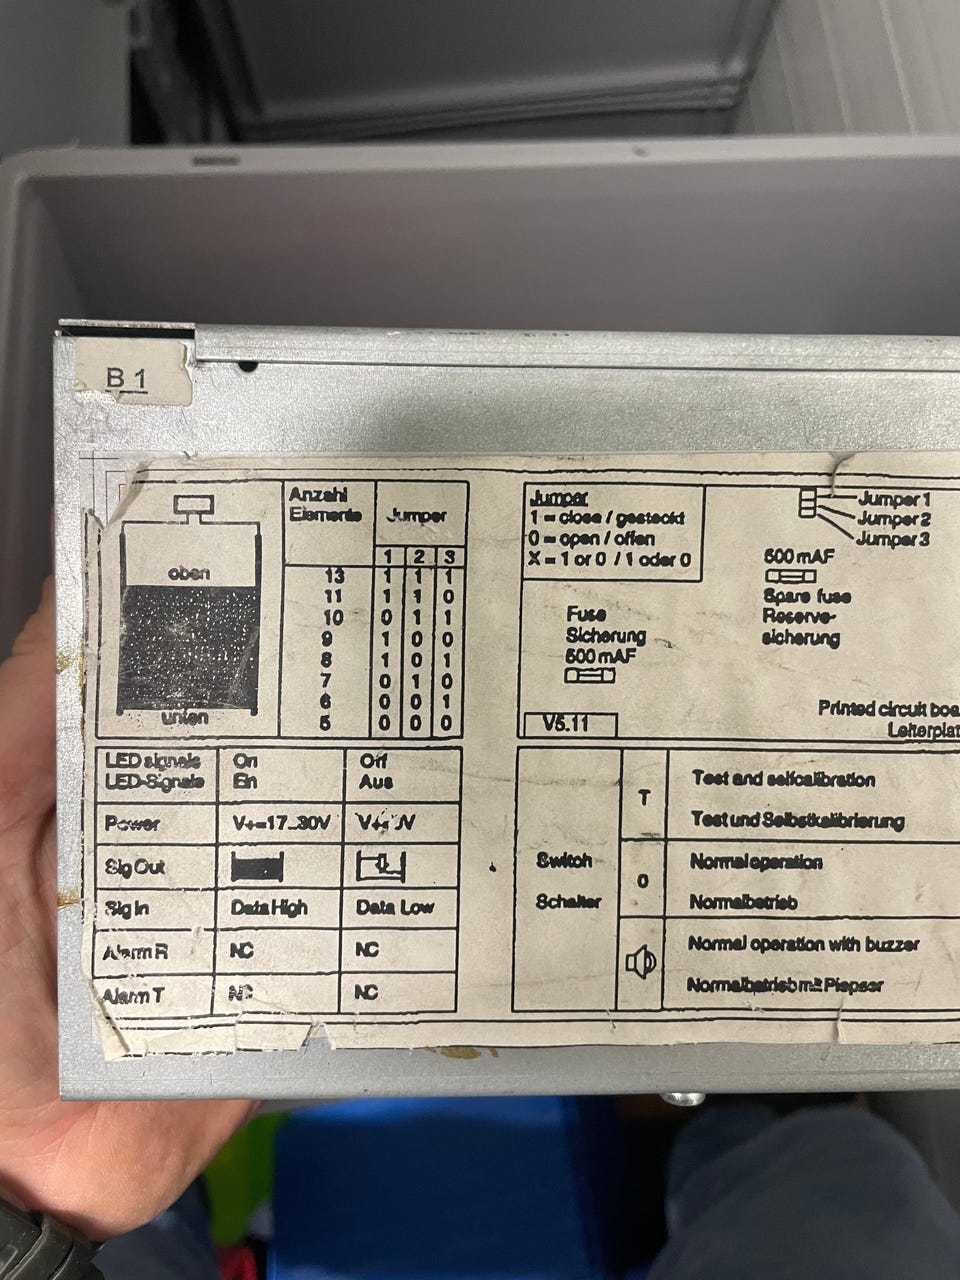 B 1
oben
unten
Anzahl
Elemente
Jumper
1 2 3
13 1 1 1
11 1 1 0
10 0 1 1
9 1 0 0
8 1 0 1
7 0 1 0
6 0 0 1
5 0 0 0
Jumper
1 = close / gesteckt
0 = open / offen
X = 1 or 0 / 1 oder 0
Jumper 1
Jumper 2
Jumper 3
500 mAF
Spare fuse
Reserve-
sicherung
Fuse
Sicherung
500 mAF
V5.11
Printed circuit boa
Leiterplat
LED signals On Off
LED-Signale Ein Aus
Power V+=17..30V
Sig Out
Sig In Data High Data Low
Alarm R NC NC
Alarm T NC NC
Switch
Schalter
T
Test and selfcalibration
Test und Selbstkalibrierung
0
Normal operation
Normalbetrieb
Normal operation with buzzer
Normalbetrieb mit Piepser